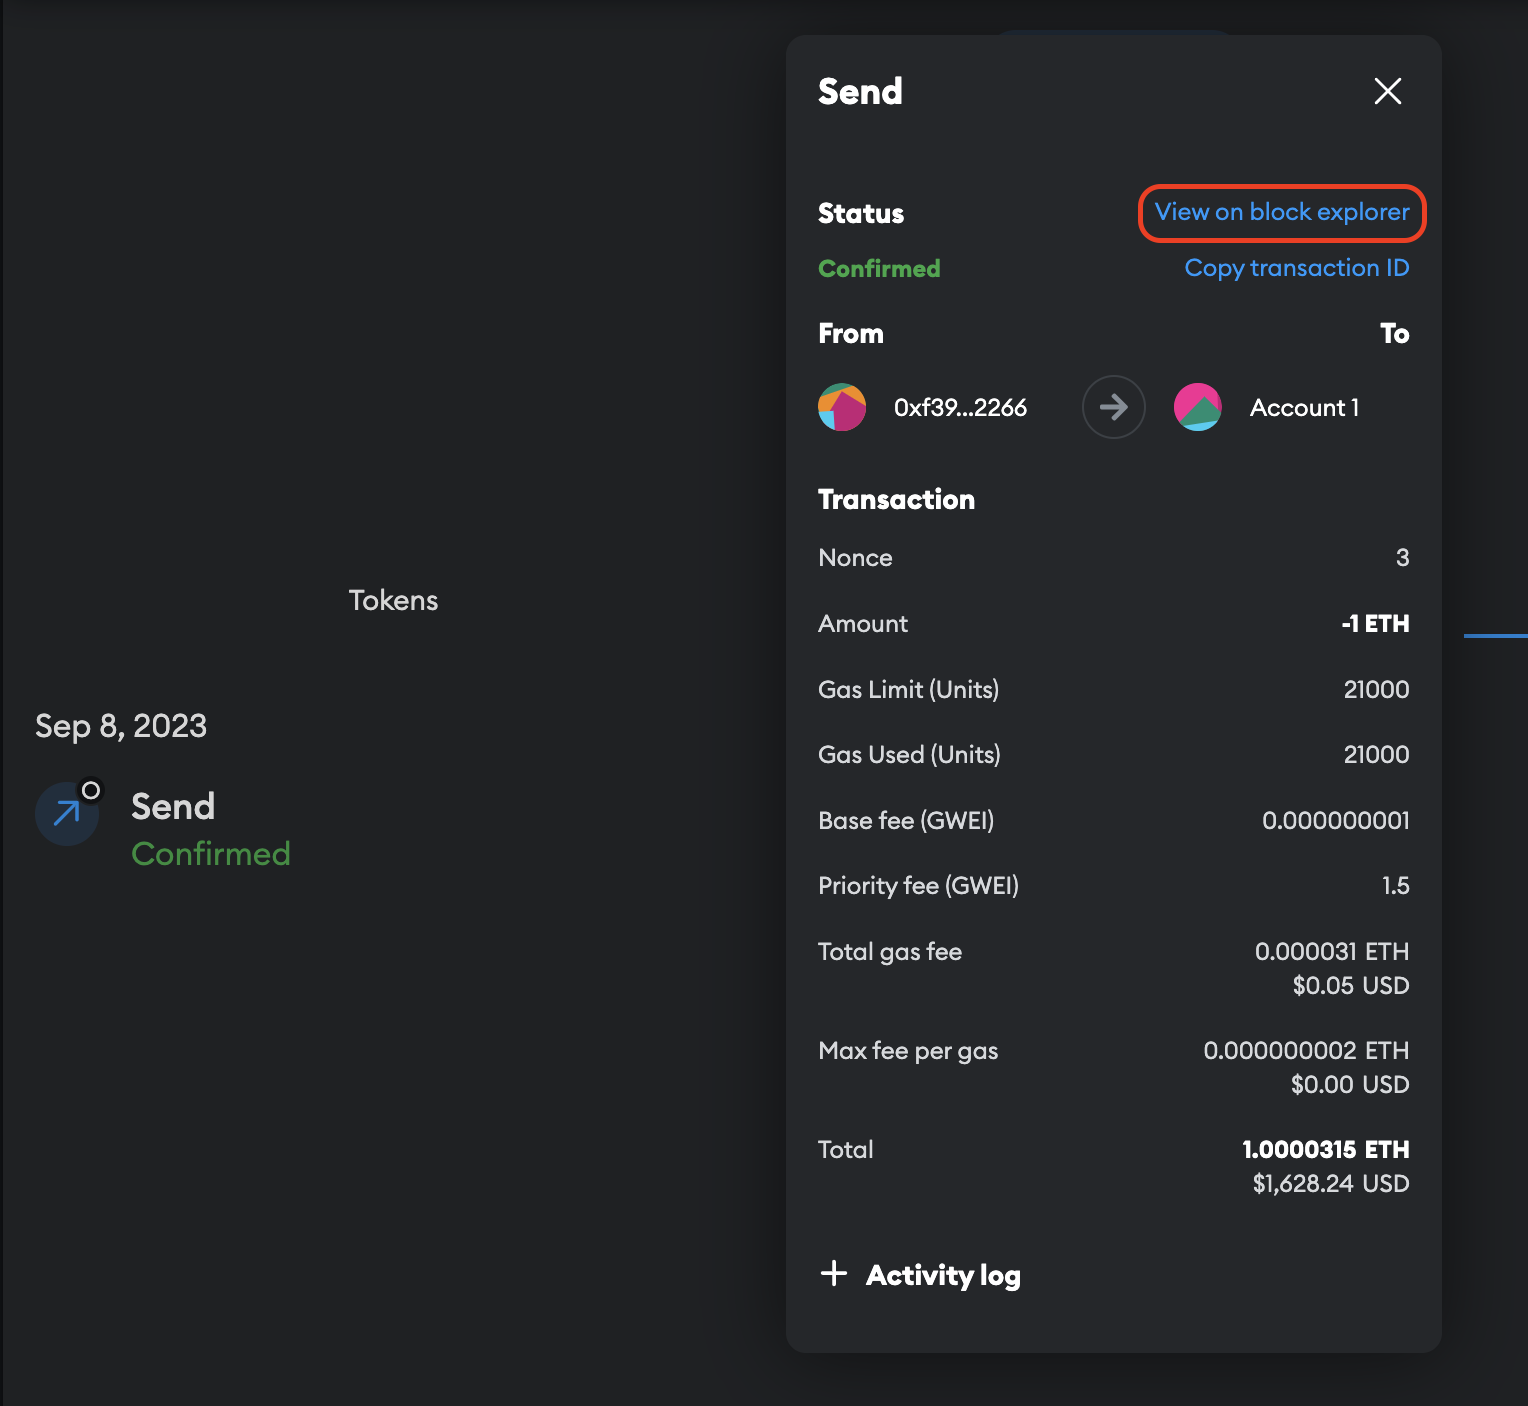 Tokens
Sep 8, 2023
Send
Confirmed
Send
Status
View on block explorer
Confirmed
Copy transaction ID
From
To
0xf39...2266
Account 1
Transaction
Nonce
3
Amount
-1 ETH
Gas Limit (Units)
21000
Gas Used (Units)
21000
Base fee (GWEI)
0.000000001
Priority fee (GWEI)
1.5
Total gas fee
0.000031 ETH
$0.05 USD
Max fee per gas
0.000000002 ETH
$0.00 USD
Total
1.0000315 ETH
$1,628.24 USD
Activity log